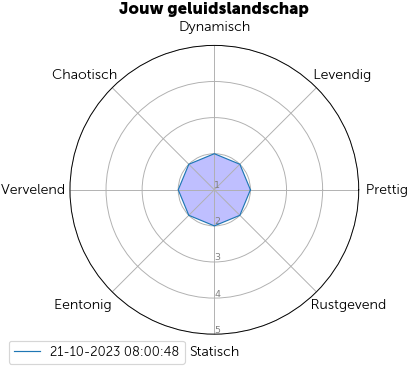 Jouw geluidslandschap
Dynamisch
Chaotisch
Levendig
Vervelend
1
Prettig
2
3
4
Eentonig
Rustgevend
5
21-10-2023 08:00:48
Statisch